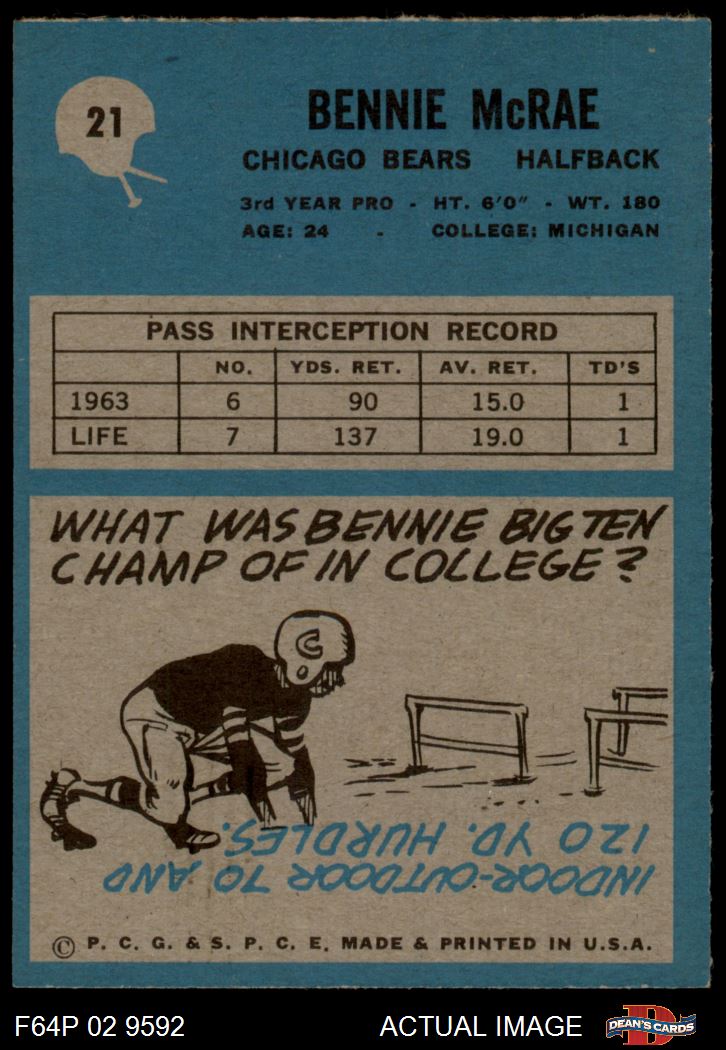 21
BENNIE McRAE
CHICAGO BEARS HALFBACK
3rd YEAR PRO - HT. 6'0" - WT. 180
AGE: 24 - COLLEGE: MICHIGAN
PASS INTERCEPTION RECORD
NO. YDS. RET. AV. RET. TD'S
1963 6 90 15.0 1
LIFE 7 137 19.0 1
WHAT WAS BENNIE BIG TEN
CHAMP OF IN COLLEGE?
C
INDOOR-OUTDOOR 70 AND
120 YD. HURDLES.
© P. C. G. & S. P. C. E. MADE & PRINTED IN U.S.A.
F64P 02 9592 ACTUAL IMAGE
D
DEAN'S CARDS